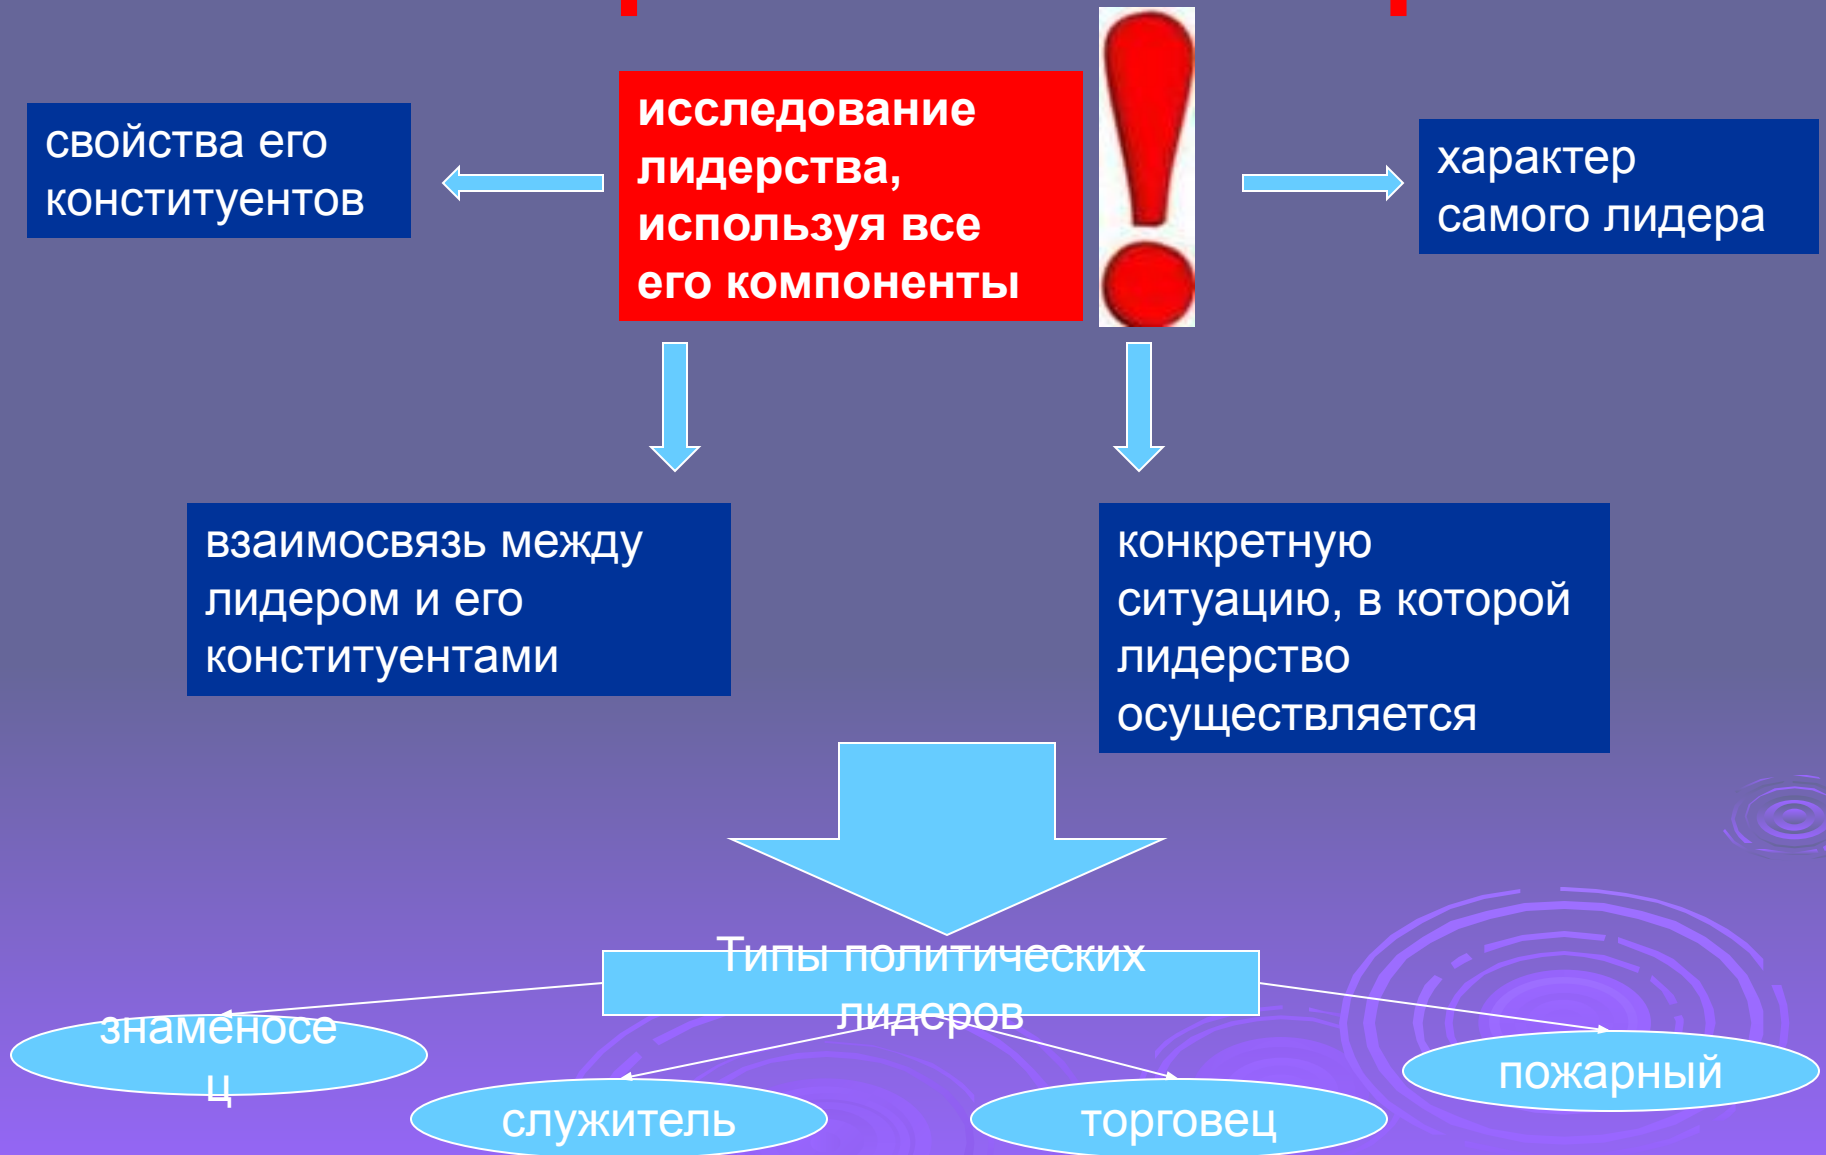 свойства его
конституентов
исследование
лидерства,
используя все
его компоненты
характер
самого лидера
взаимосвязь между
лидером и его
конституентами
конкретную
ситуацию, в которой
лидерство
осуществляется
Типы политических
лидеров
знаменосе
ц
служитель
торговец
пожарный